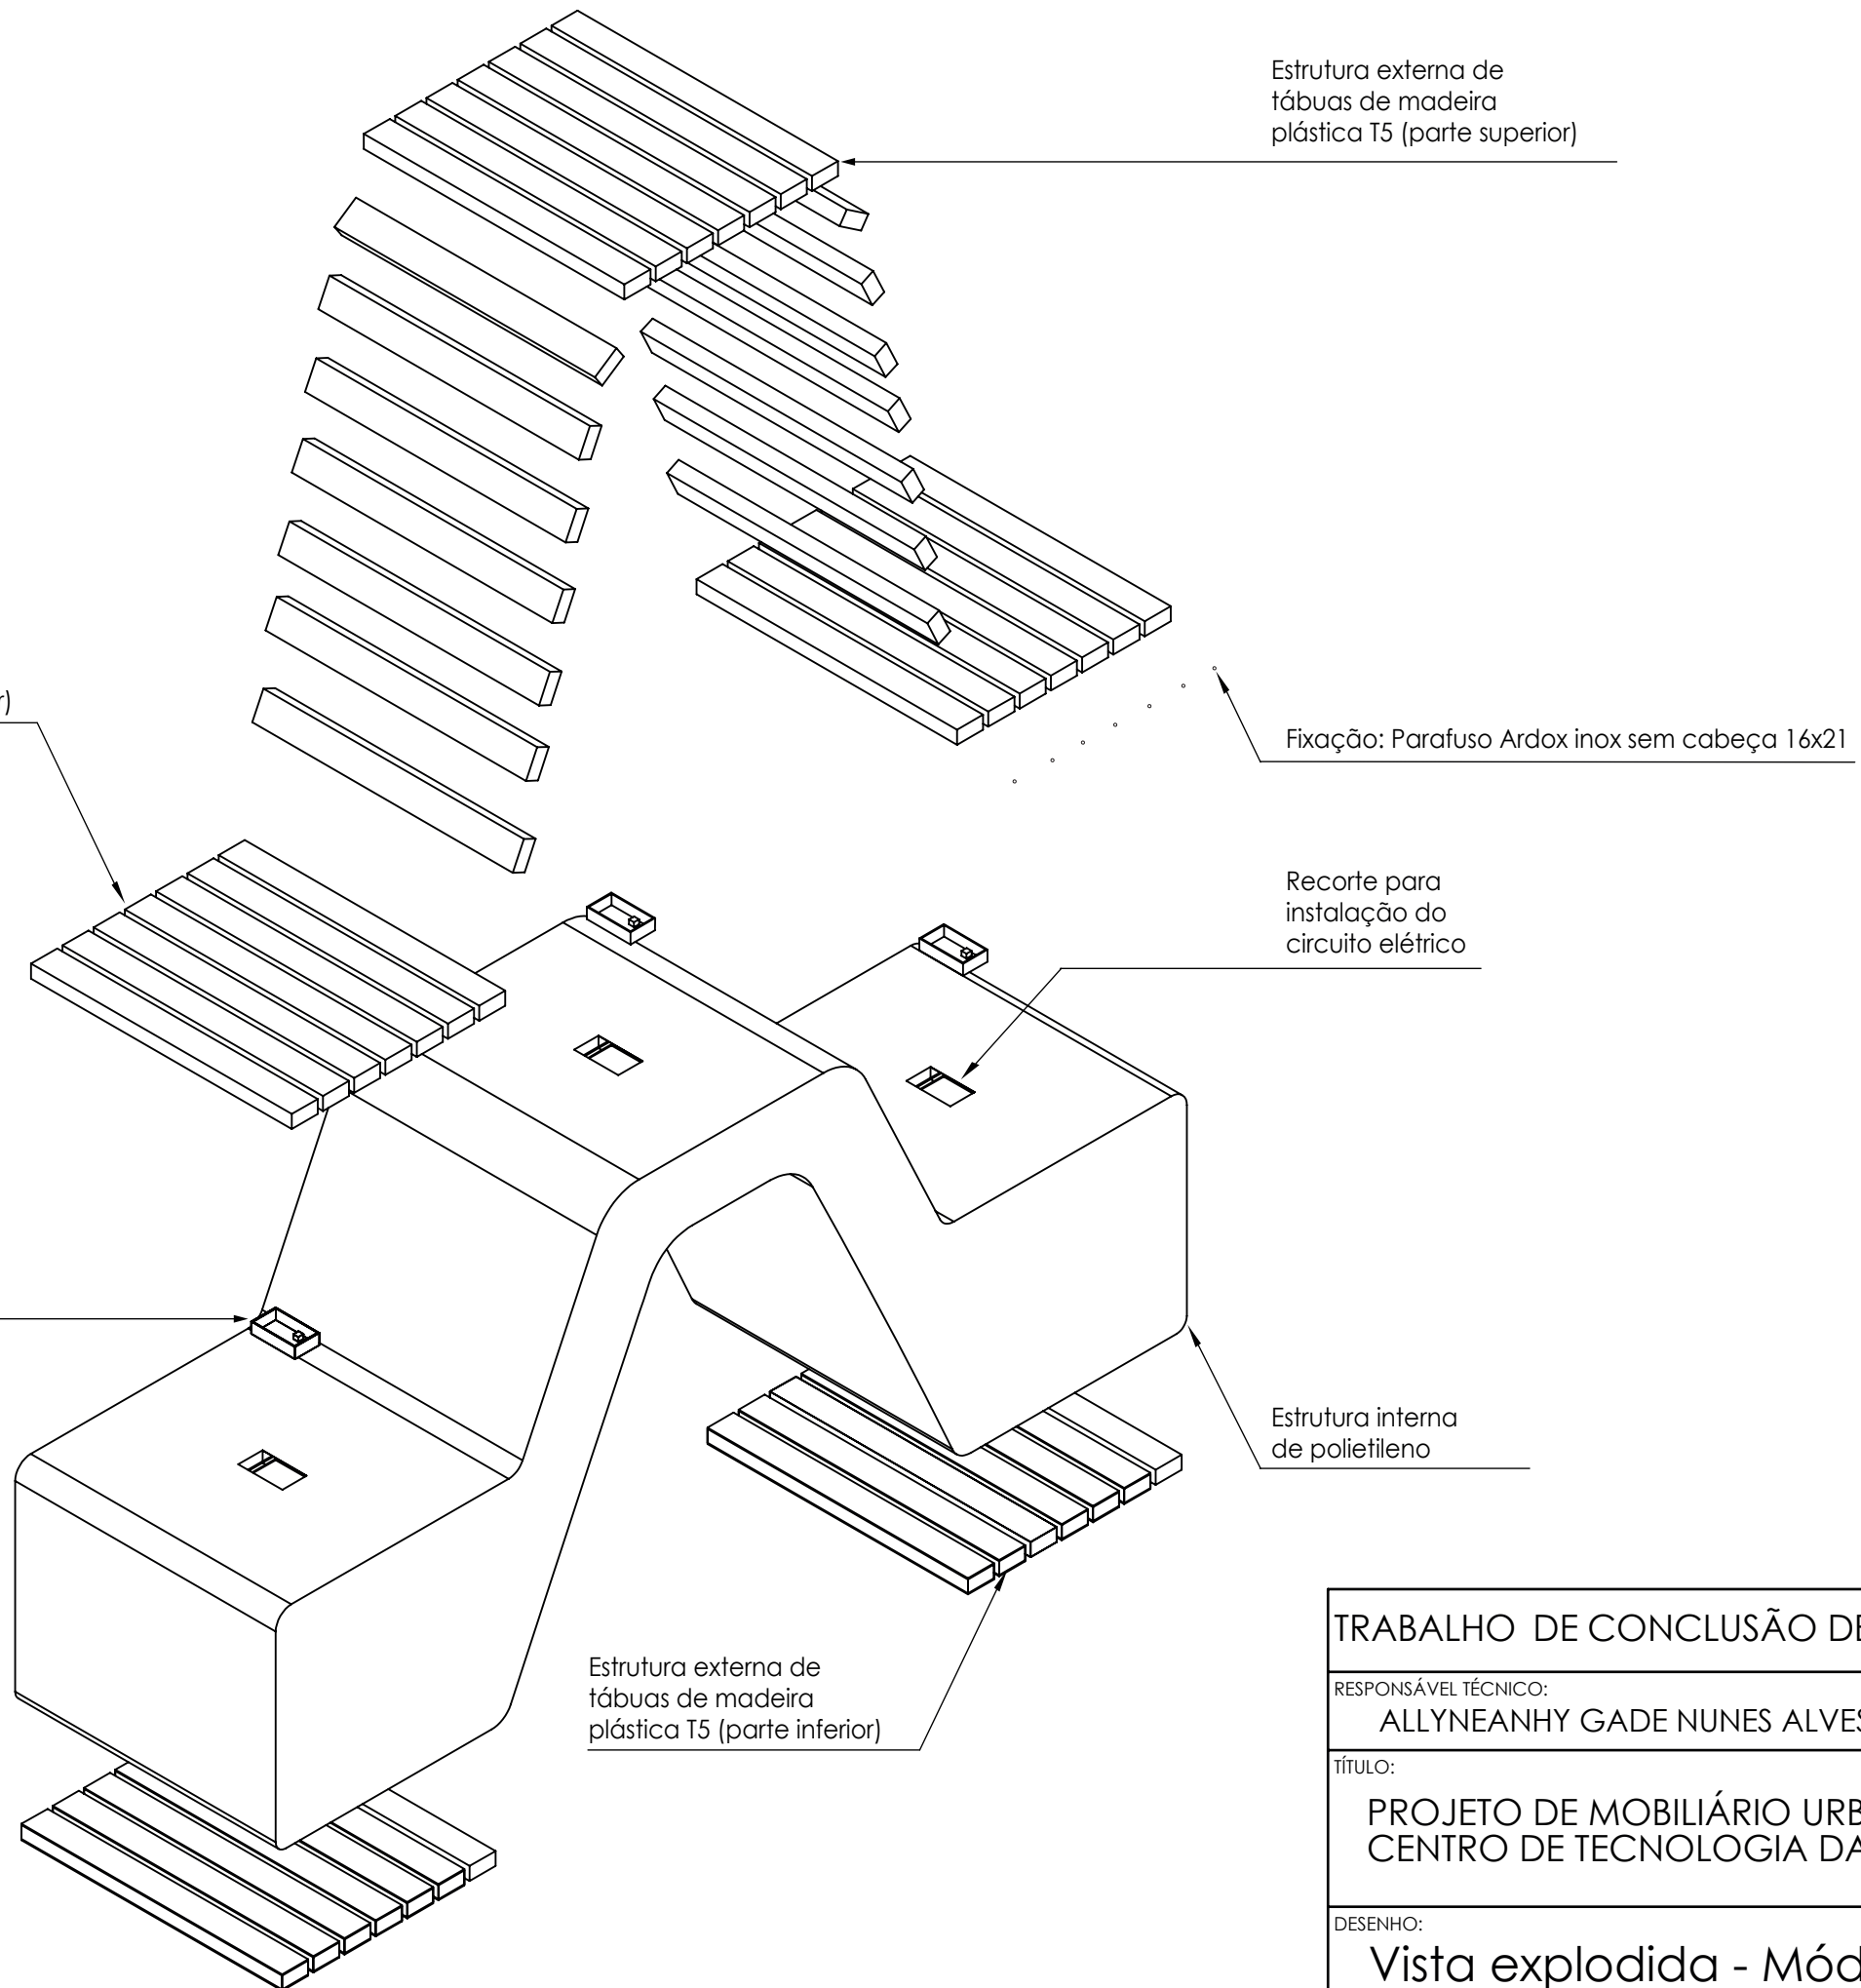 Estrutura externa de
tábuas de madeira
plástica T5 (parte superior)
r)
Fixação: Parafuso Ardox inox sem cabeça 16x21
Recorte para
instalação do
circuito elétrico
Estrutura interna
de polietileno
Estrutura externa de
tábuas de madeira
plástica T5 (parte inferior)
TRABALHO DE CONCLUSÃO DE
RESPONSÁVEL TÉCNICO:
ALLYNEANHY GADE NUNES ALVES
TÍTULO:
PROJETO DE MOBILIÁRIO URB
CENTRO DE TECNOLOGIA DA
DESENHO:
Vista explodida - Mód